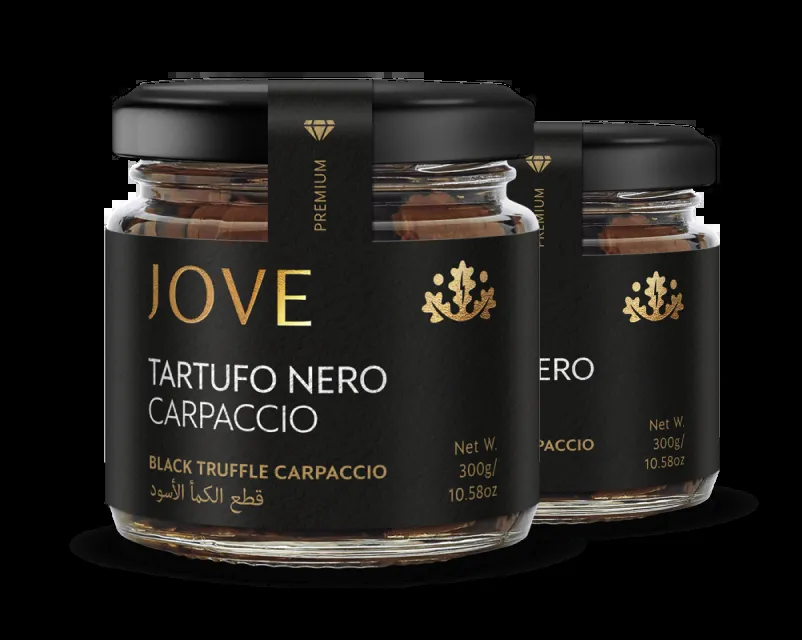 PREMIUM
JOVE
TARTUFO NERO
CARPACCIO
BLACK TRUFFLE CARPACCIO
قطع الكمأ الأسود
Net W.
300g/
10.58oz
PREMIUM
ERO
PACCIO
Net W.
300g/
10.58oz